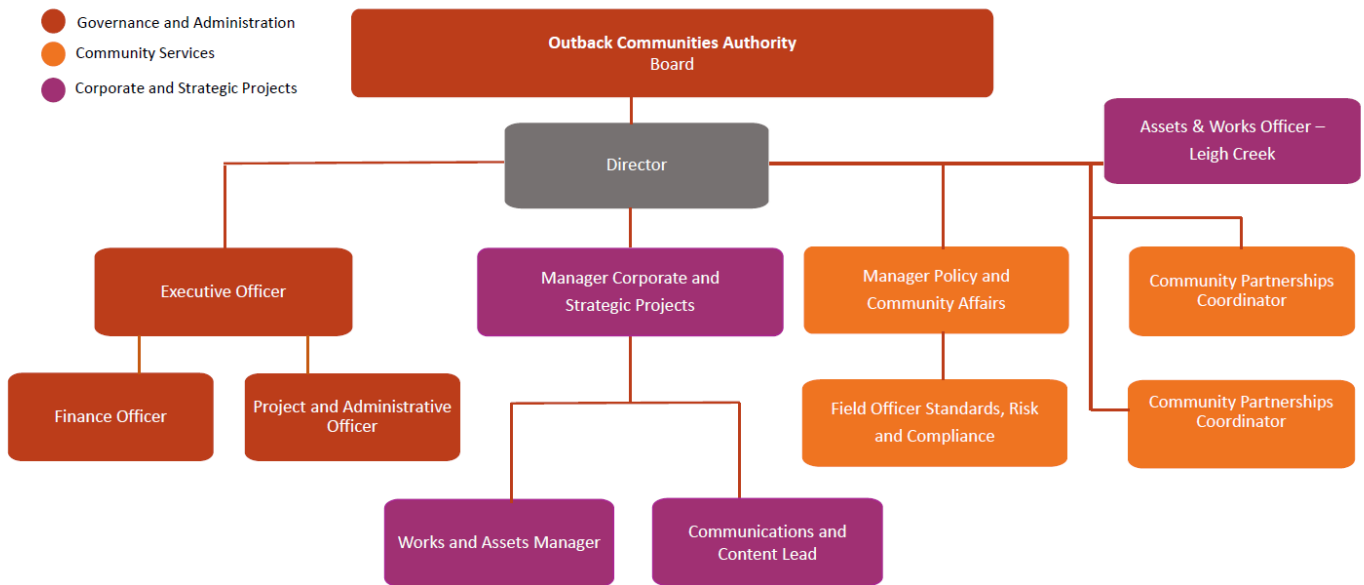 Governance and Administration
Community Services
Corporate and Strategic Projects
Outback Communities Authority
Board
Assets & Works Officer –
Leigh Creek
Director
Executive Officer
Manager Corporate and
Strategic Projects
Manager Policy and
Community Affairs
Community Partnerships
Coordinator
Finance Officer
Project and Administrative
Officer
Field Officer Standards, Risk
and Compliance
Community Partnerships
Coordinator
Works and Assets Manager
Communications and
Content Lead